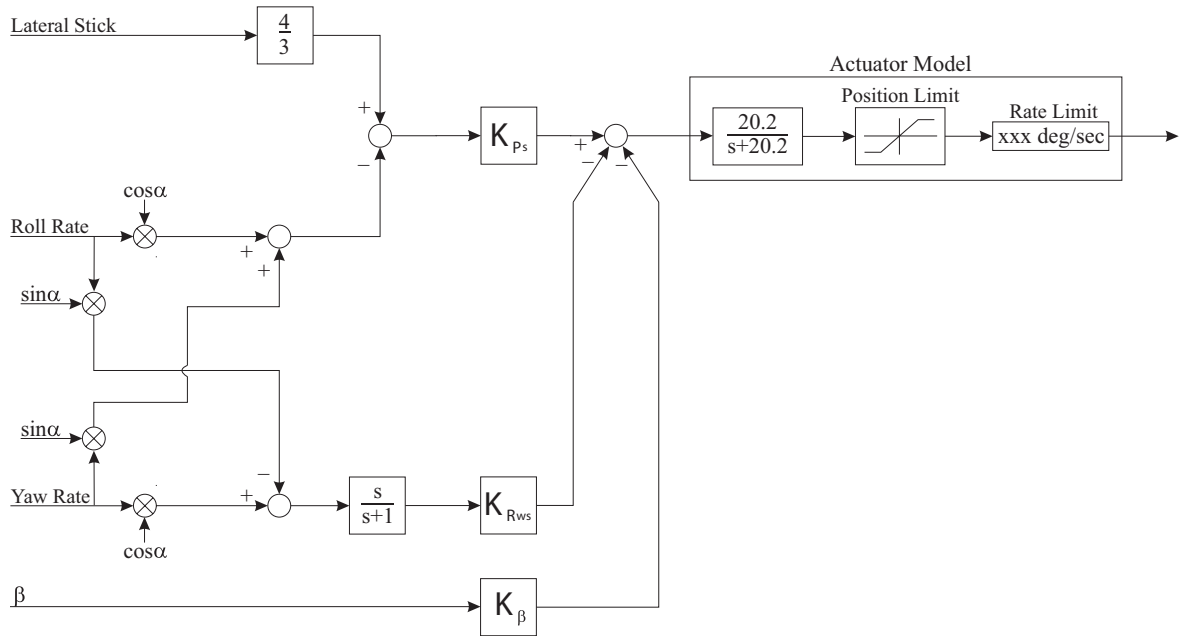 Lateral Stick
4
3
Actuator Model
Position Limit
Rate Limit
+
−
K Ps
+
−
−
20.2
s+20.2
xxx deg/sec
cosα
Roll Rate
+
+
sinα
sinα
Yaw Rate
−
+
s
s+1
K Rws
cosα
β
K β